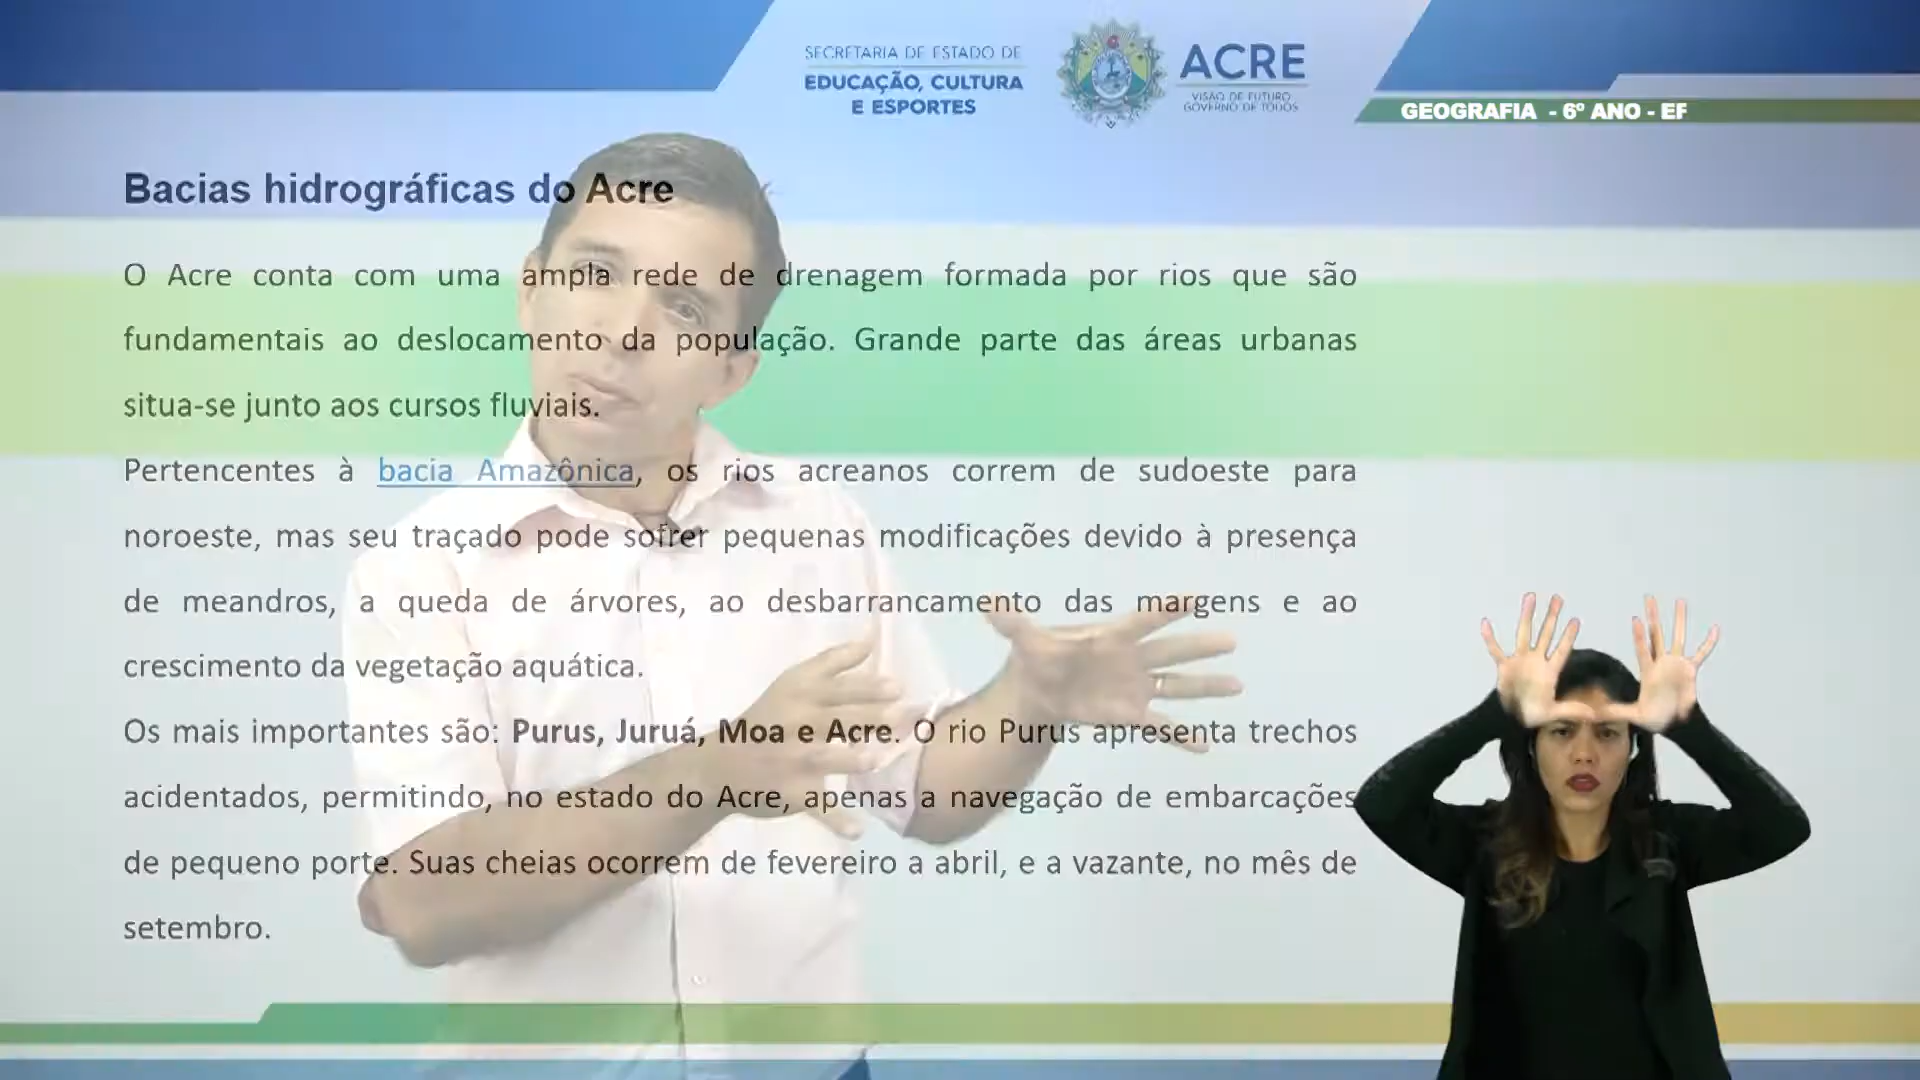 SECRETARIA DE ESTADO DE
EDUCAÇÃO, CULTURA
E ESPORTES
ACRE
VISÃO DE FUTURO
GOVERNO DE TODOS
GEOGRAFIA - 6º ANO - EF
Bacias hidrográficas do Acre
O Acre conta com uma ampla rede de drenagem formada por rios que são
fundamentais ao deslocamento da população. Grande parte das áreas urbanas
situa-se junto aos cursos fluviais.
Pertencentes à bacia Amazônica, os rios acreanos correm de sudoeste para
noroeste, mas seu traçado pode sofrer pequenas modificações devido à presença
de meandros, a queda de árvores, ao desbarrancamento das margens e ao
crescimento da vegetação aquática.
Os mais importantes são: Purus, Juruá, Moa e Acre. O rio Purus apresenta trechos
acidentados, permitindo, no estado do Acre, apenas a navegação de embarcações
de pequeno porte. Suas cheias ocorrem de fevereiro a abril, e a vazante, no mês de
setembro.